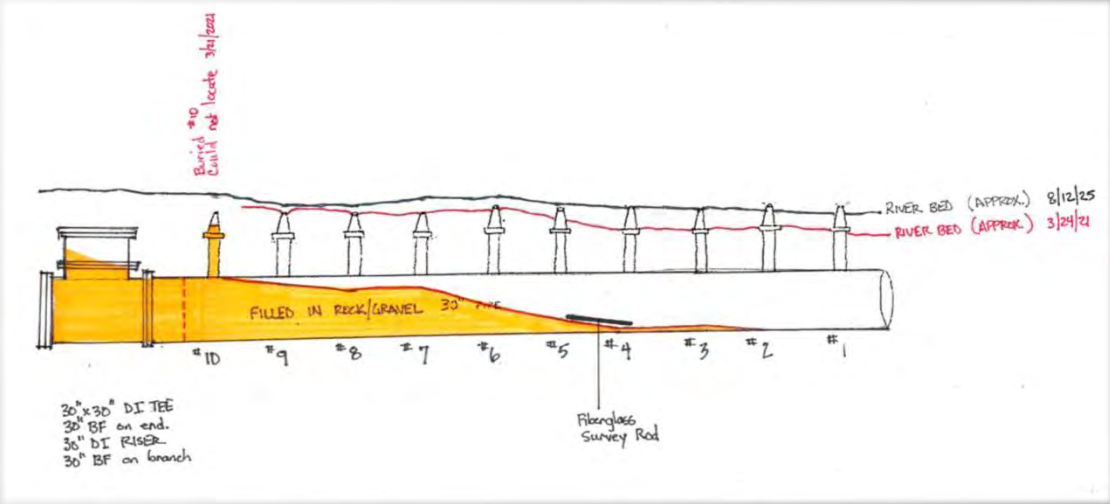 Buried #10
Could not locate 3/21/2021
RIVER BED (APPROX.) 8/12/25
RIVER BED (APPROX.) 3/24/21
FILLED IN ROCK/GRAVEL 30" PIPE
#10 #9 #8 #7 #6 #5 #4 #3 #2 #1
Fiberglass
Survey Rod
30"x30" DI TEE
30" BF on end.
30" DI RISER
30" BF on branch